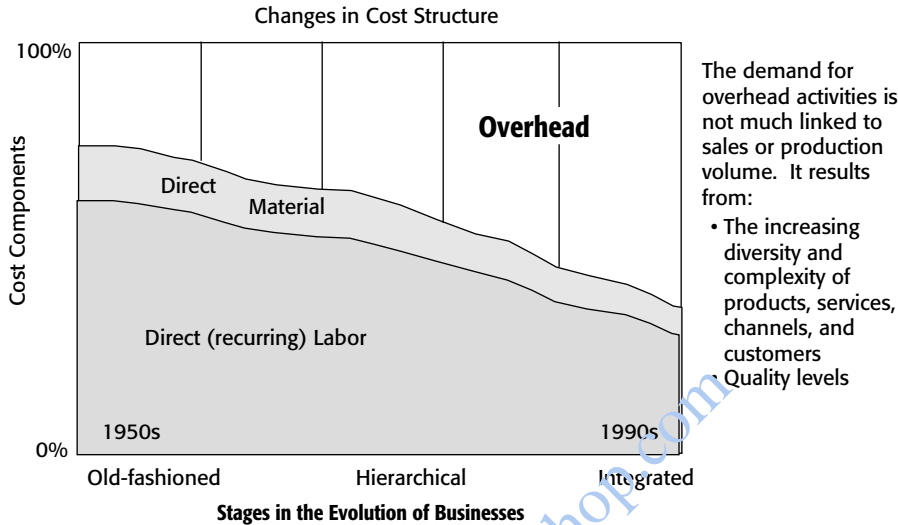 Changes in Cost Structure
100%
Cost Components
0%
Overhead
Direct
Material
Direct (recurring) Labor
1950s
1990s
Old-fashioned
Hierarchical
Integrated
Stages in the Evolution of Businesses
The demand for
overhead activities is
not much linked to
sales or production
volume. It results
from:
• The increasing
diversity and
complexity of
products, services,
channels, and
customers
• Quality levels
hop.com